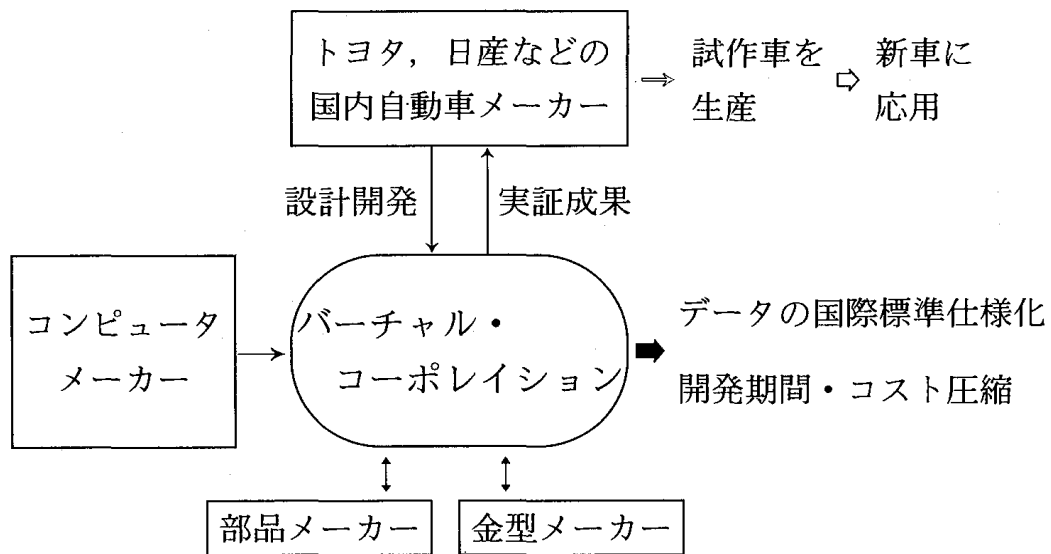 トヨタ，日産などの
国内自動車メーカー
試作車を
生産
新車に
応用
設計開発
実証成果
コンピュータ
メーカー
バーチャル・
コーポレイション
データの国際標準仕様化
開発期間・コスト圧縮
部品メーカー
金型メーカー